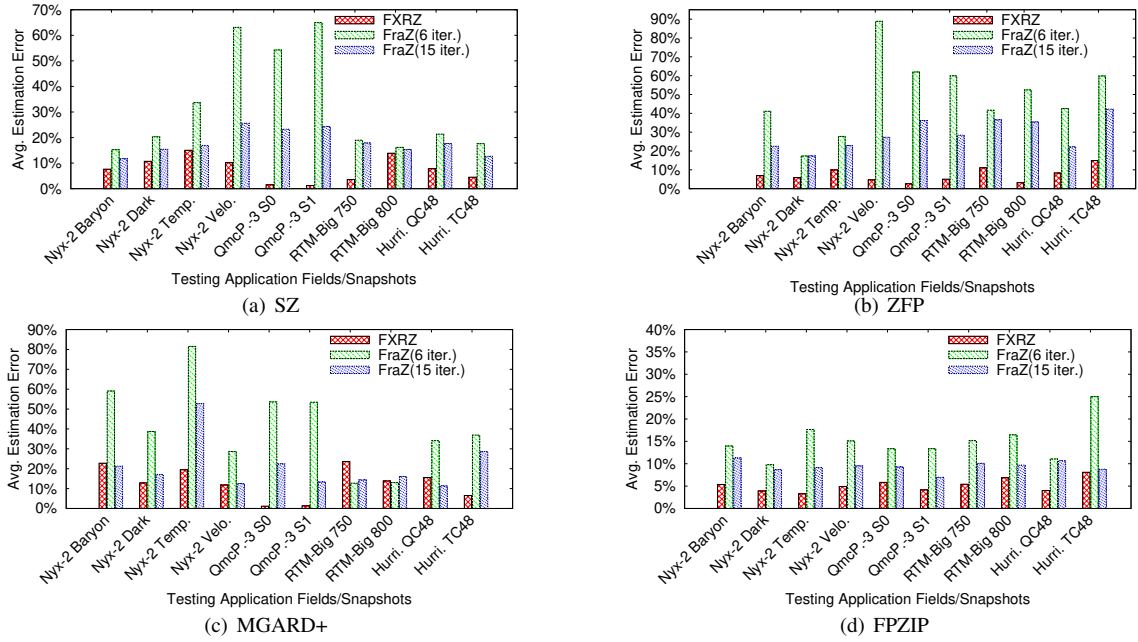 70%
60%
50%
40%
30%
20%
10%
0%
Avg. Estimation Error
FXRZ
FraZ(6 iter.)
FraZ(15 iter.)
Nyx-2 Baryon
Nyx-2 Dark
Nyx-2 Temp.
Nyx-2 Velo.
QmcP.-3 S0
QmcP.-3 S1
RTM-Big 750
RTM-Big 800
Hurri. QC48
Hurri. TC48
Testing Application Fields/Snapshots
(a) SZ
90%
80%
70%
60%
50%
40%
30%
20%
10%
0%
Avg. Estimation Error
FXRZ
FraZ(6 iter.)
FraZ(15 iter.)
Nyx-2 Baryon
Nyx-2 Dark
Nyx-2 Temp.
Nyx-2 Velo.
QmcP.-3 S0
QmcP.-3 S1
RTM-Big 750
RTM-Big 800
Hurri. QC48
Hurri. TC48
Testing Application Fields/Snapshots
(b) ZFP
90%
80%
70%
60%
50%
40%
30%
20%
10%
0%
Avg. Estimation Error
FXRZ
FraZ(6 iter.)
FraZ(15 iter.)
Nyx-2 Baryon
Nyx-2 Dark
Nyx-2 Temp.
Nyx-2 Velo.
QmcP.-3 S0
QmcP.-3 S1
RTM-Big 750
RTM-Big 800
Hurri. QC48
Hurri. TC48
Testing Application Fields/Snapshots
(c) MGARD+
40%
35%
30%
25%
20%
15%
10%
5%
0%
Avg. Estimation Error
FXRZ
FraZ(6 iter.)
FraZ(15 iter.)
Nyx-2 Baryon
Nyx-2 Dark
Nyx-2 Temp.
Nyx-2 Velo.
QmcP.-3 S0
QmcP.-3 S1
RTM-Big 750
RTM-Big 800
Hurri. QC48
Hurri. TC48
Testing Application Fields/Snapshots
(d) FPZIP